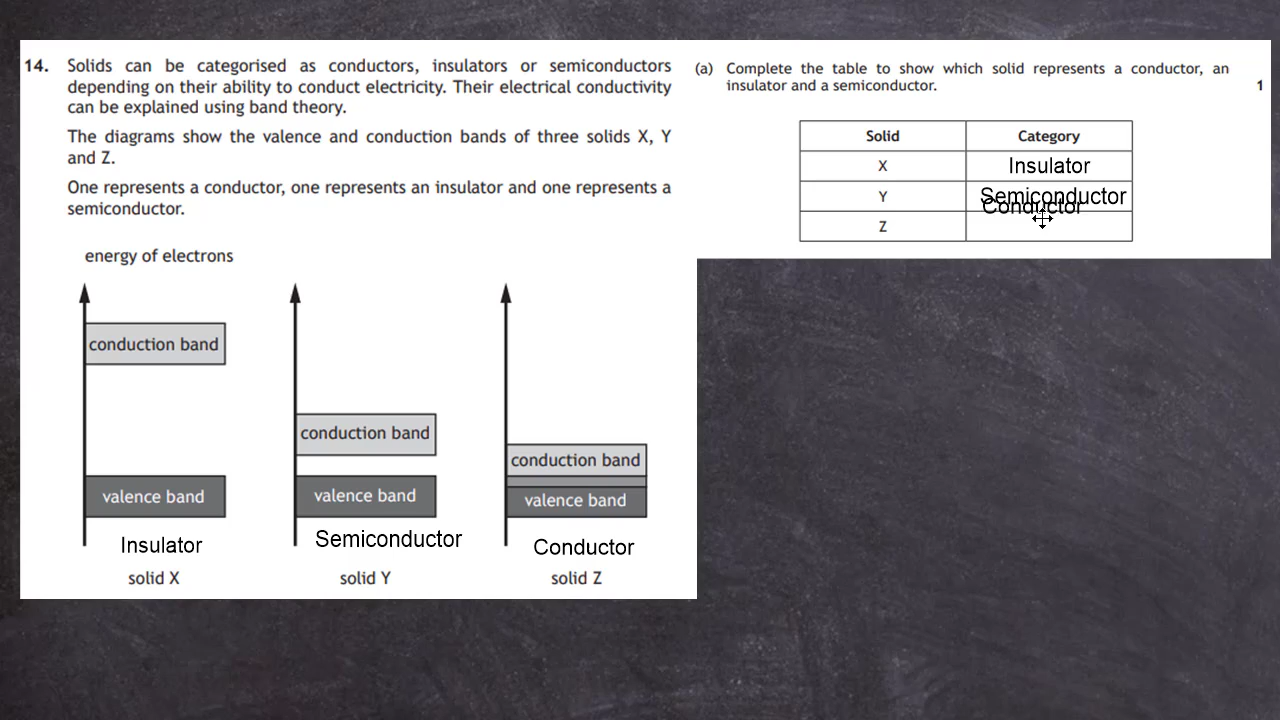 14. Solids can be categorised as conductors, insulators or semiconductors
depending on their ability to conduct electricity. Their electrical conductivity
can be explained using band theory.
The diagrams show the valence and conduction bands of three solids X, Y
and Z.
One represents a conductor, one represents an insulator and one represents a
semiconductor.
energy of electrons
conduction band
valence band
Insulator
solid X
conduction band
valence band
Semiconductor
solid Y
conduction band
valence band
Conductor
solid Z
(a) Complete the table to show which solid represents a conductor, an
insulator and a semiconductor. 1
Solid Category
X Insulator
Y Semiconductor
Conductor
Z